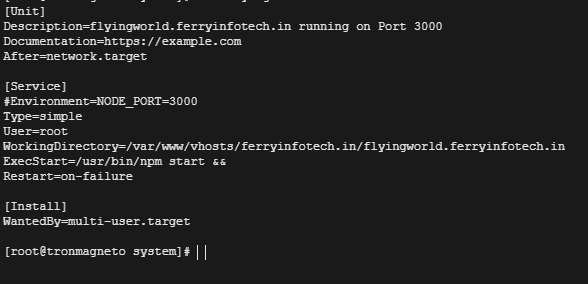 [Unit]
Description=flyingworld.ferryinfotech.in running on Port 3000
Documentation=https://example.com
After=network.target
[Service]
#Environment=NODE_PORT=3000
Type=simple
User=root
WorkingDirectory=/var/www/vhosts/ferryinfotech.in/flyingworld.ferryinfotech.in
ExecStart=/usr/bin/npm start &&
Restart=on-failure
[Install]
WantedBy=multi-user.target
[root@tronmagneto system]#